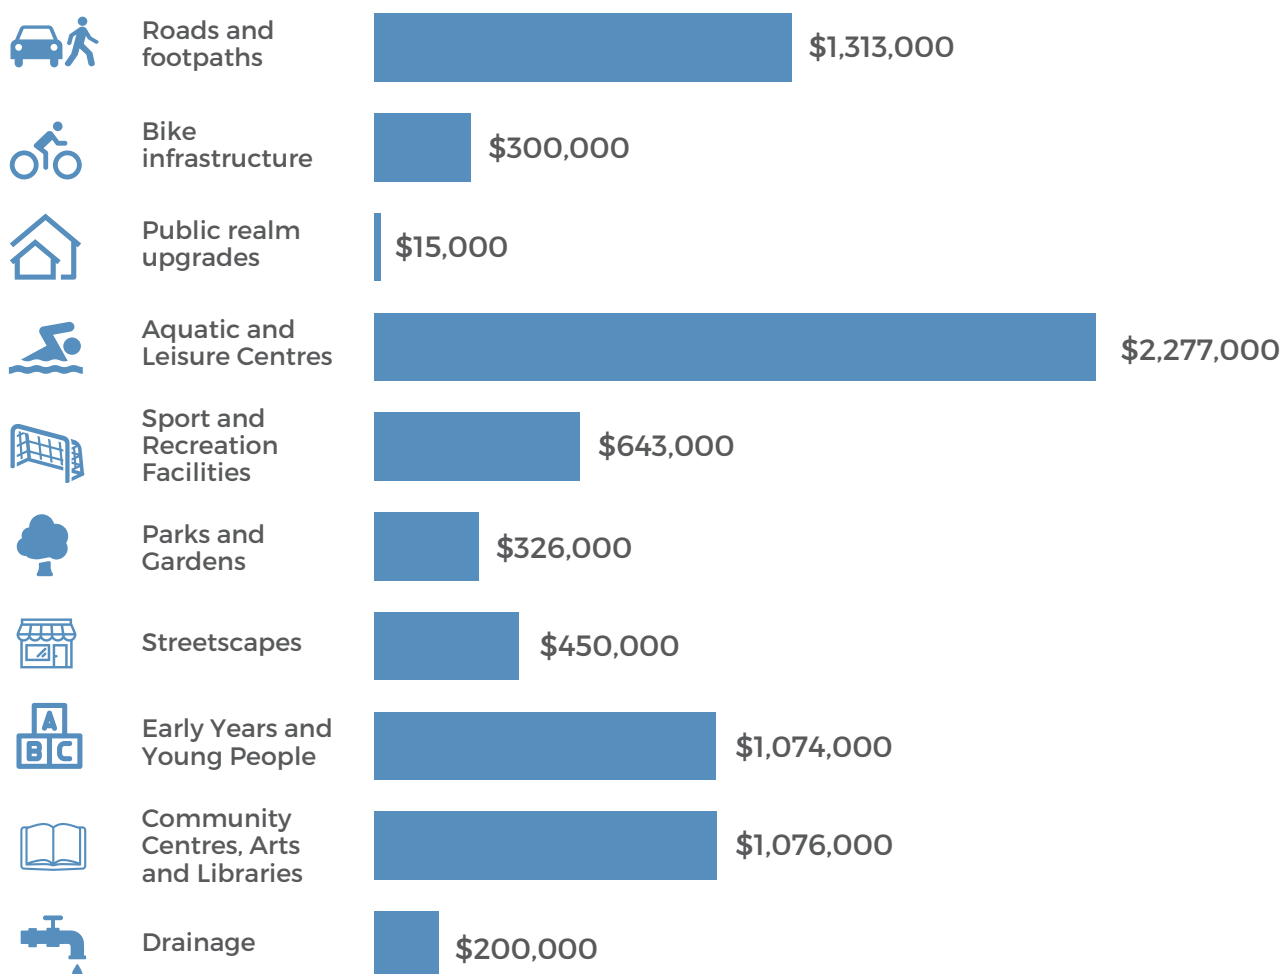 Roads and
footpaths
$1,313,000
Bike
infrastructure
$300,000
Public realm
upgrades
$15,000
Aquatic and
Leisure Centres
$2,277,000
Sport and
Recreation
Facilities
$643,000
Parks and
Gardens
$326,000
Streetscapes
$450,000
A
B C
Early Years and
Young People
$1,074,000
Community
Centres, Arts
and Libraries
$1,076,000
Drainage
$200,000